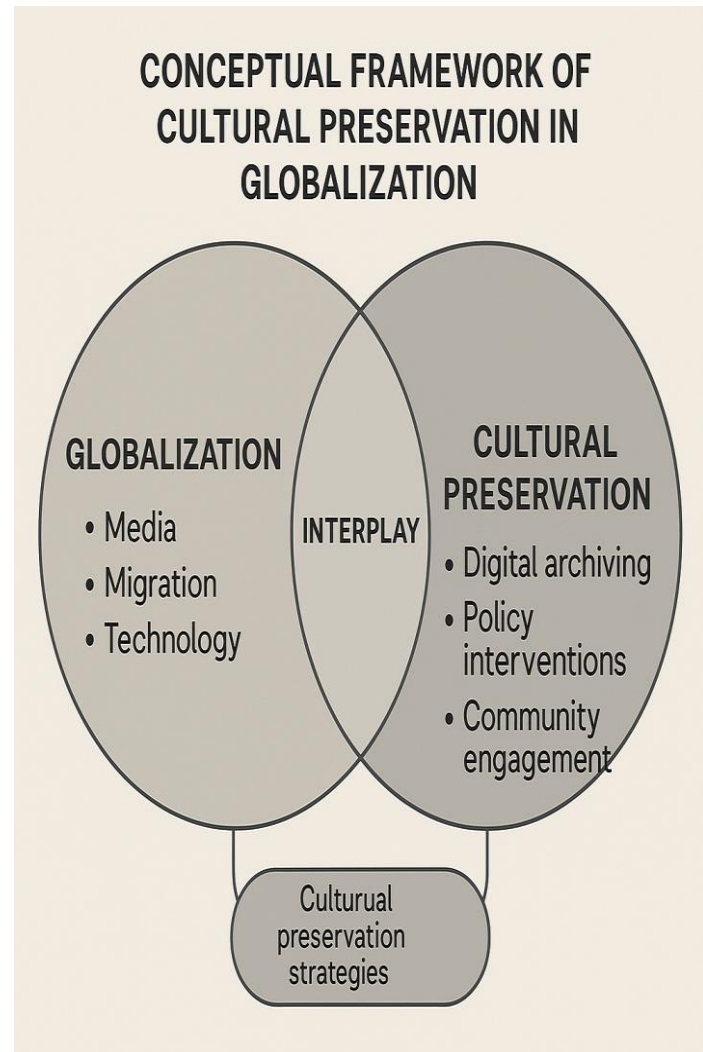 CONCEPTUAL FRAMEWORK OF
CULTURAL PRESERVATION IN
GLOBALIZATION
GLOBALIZATION
• Media
• Migration
• Technology
INTERPLAY
CULTURAL
PRESERVATION
• Digital archiving
• Policy
interventions
• Community
engagement
Culturual
preservation
strategies